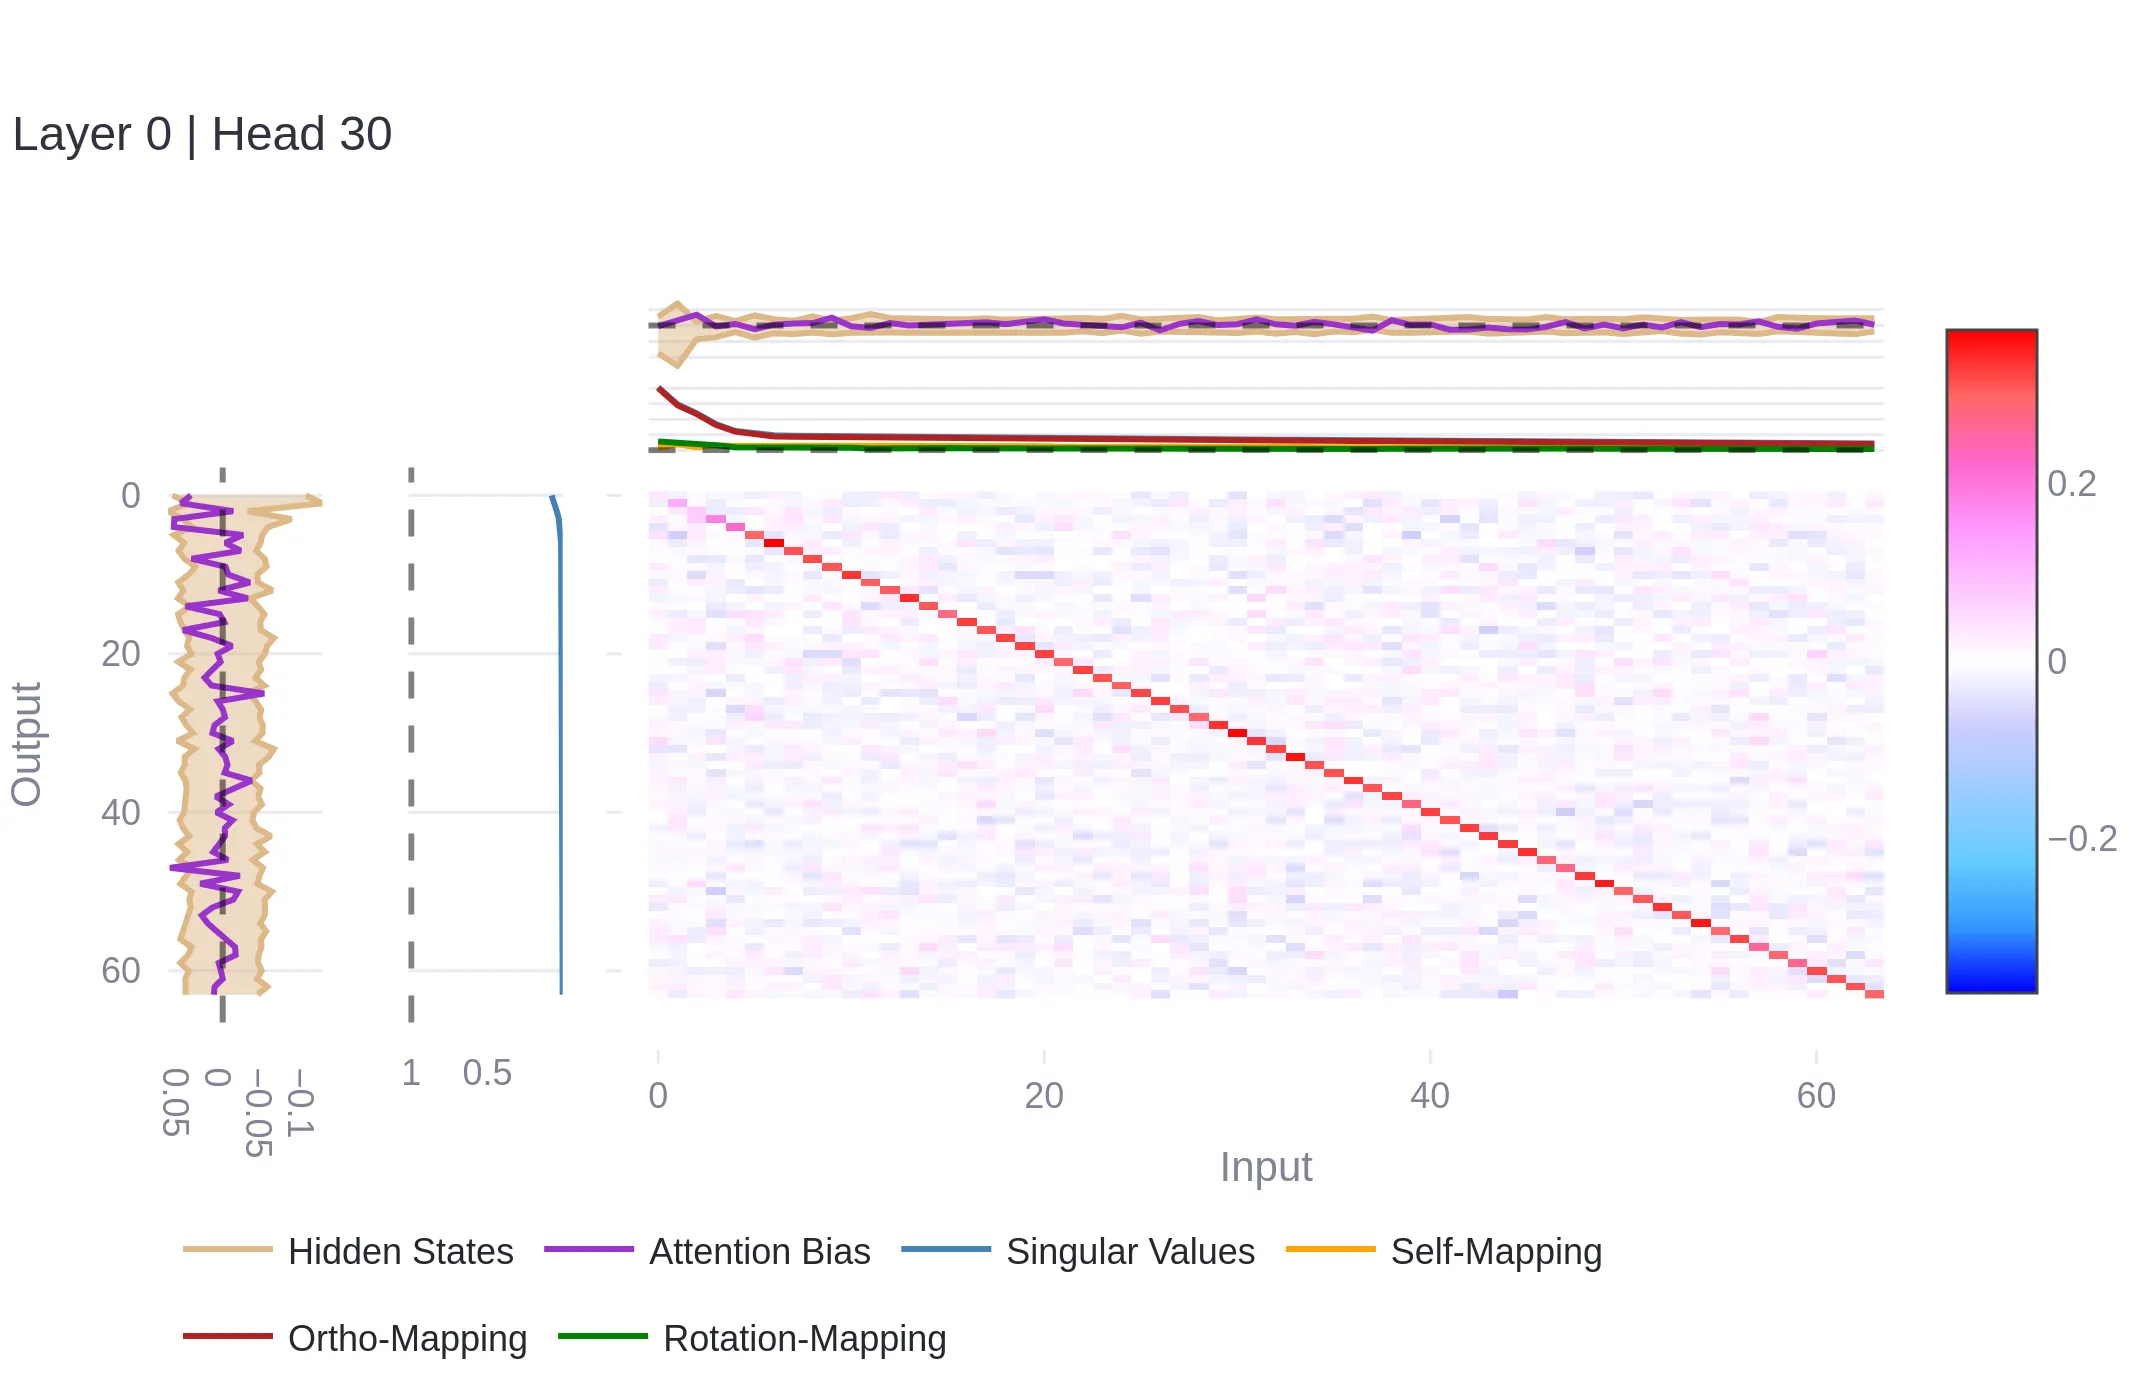 Layer 0 | Head 30
0
20
40
60
Output
0.05
0
−0.05
−0.1
1
0.5
0
20
40
60
Input
0.2
0
−0.2
Hidden States
Attention Bias
Singular Values
Self-Mapping
Ortho-Mapping
Rotation-Mapping